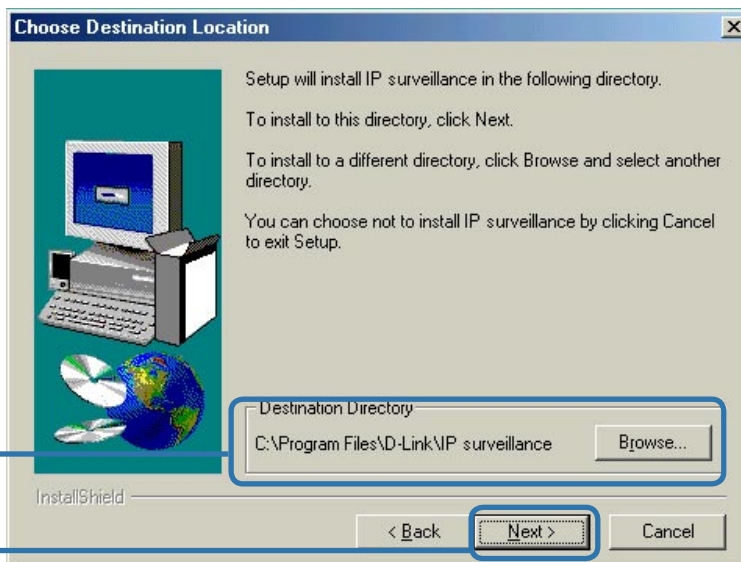 Choose Destination Location
Setup will install IP surveillance in the following directory.
To install to this directory, click Next.
To install to a different directory, click Browse and select another
directory.
You can choose not to install IP surveillance by clicking Cancel
to exit Setup.
Destination Directory
C:\Program Files\D-Link\IP surveillance
Browse...
InstallShield
< Back
Next >
Cancel